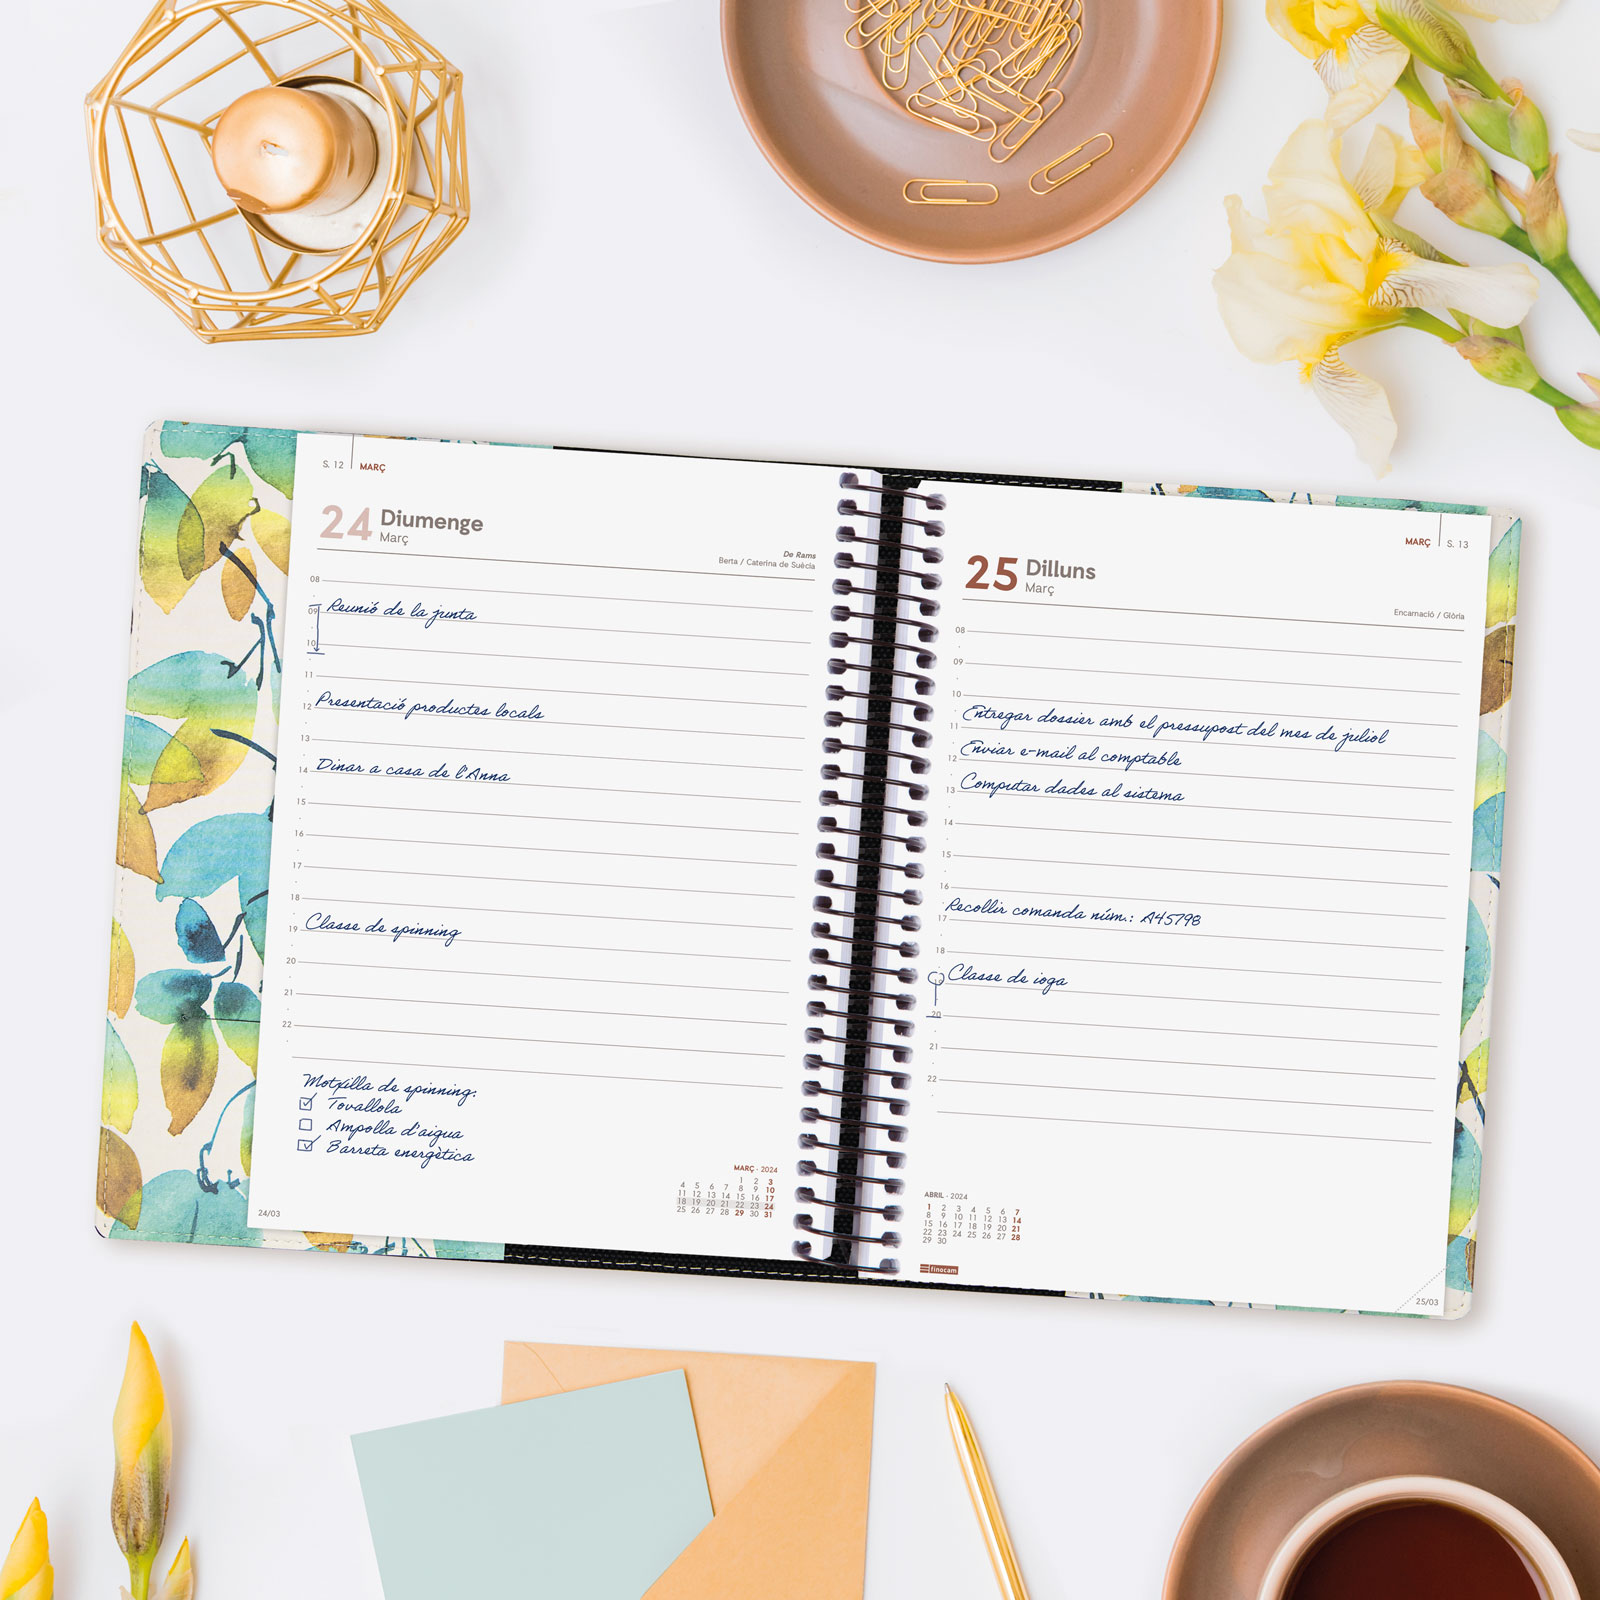 S. 12 MARÇ
24 Diumenge
Març
De Rams
Berta / Caterina de Suècia
08
09 Reunió de la junta
10
11
12 Presentació productes locals
13
14 Dinar a casa de l'Anna
15
16
17
18
19 Classe de spinning
20
21
22
Motxilla de spinning:
Tovallola
Ampolla d'aigua
Barreta energètica
MARÇ - 2024
1 2 3
4 5 6 7 8 9 10
11 12 13 14 15 16 17
18 19 20 21 22 23 24
25 26 27 28 29 30 31
24/03
MARÇ S. 13
25 Dilluns
Març
Encarnació / Glòria
08
09
10
11 Entregar dossier amb el pressupost del mes de juliol
12 Enviar e-mail al comptable
13 Computar dades al sistema
14
15
16
17 Recollir comanda núm.: A45798
18
Classe de ioga
20
21
22
ABRIL - 2024
1 2 3 4 5 6 7
8 9 10 11 12 13 14
15 16 17 18 19 20 21
22 23 24 25 26 27 28
29 30
finocam
25/03